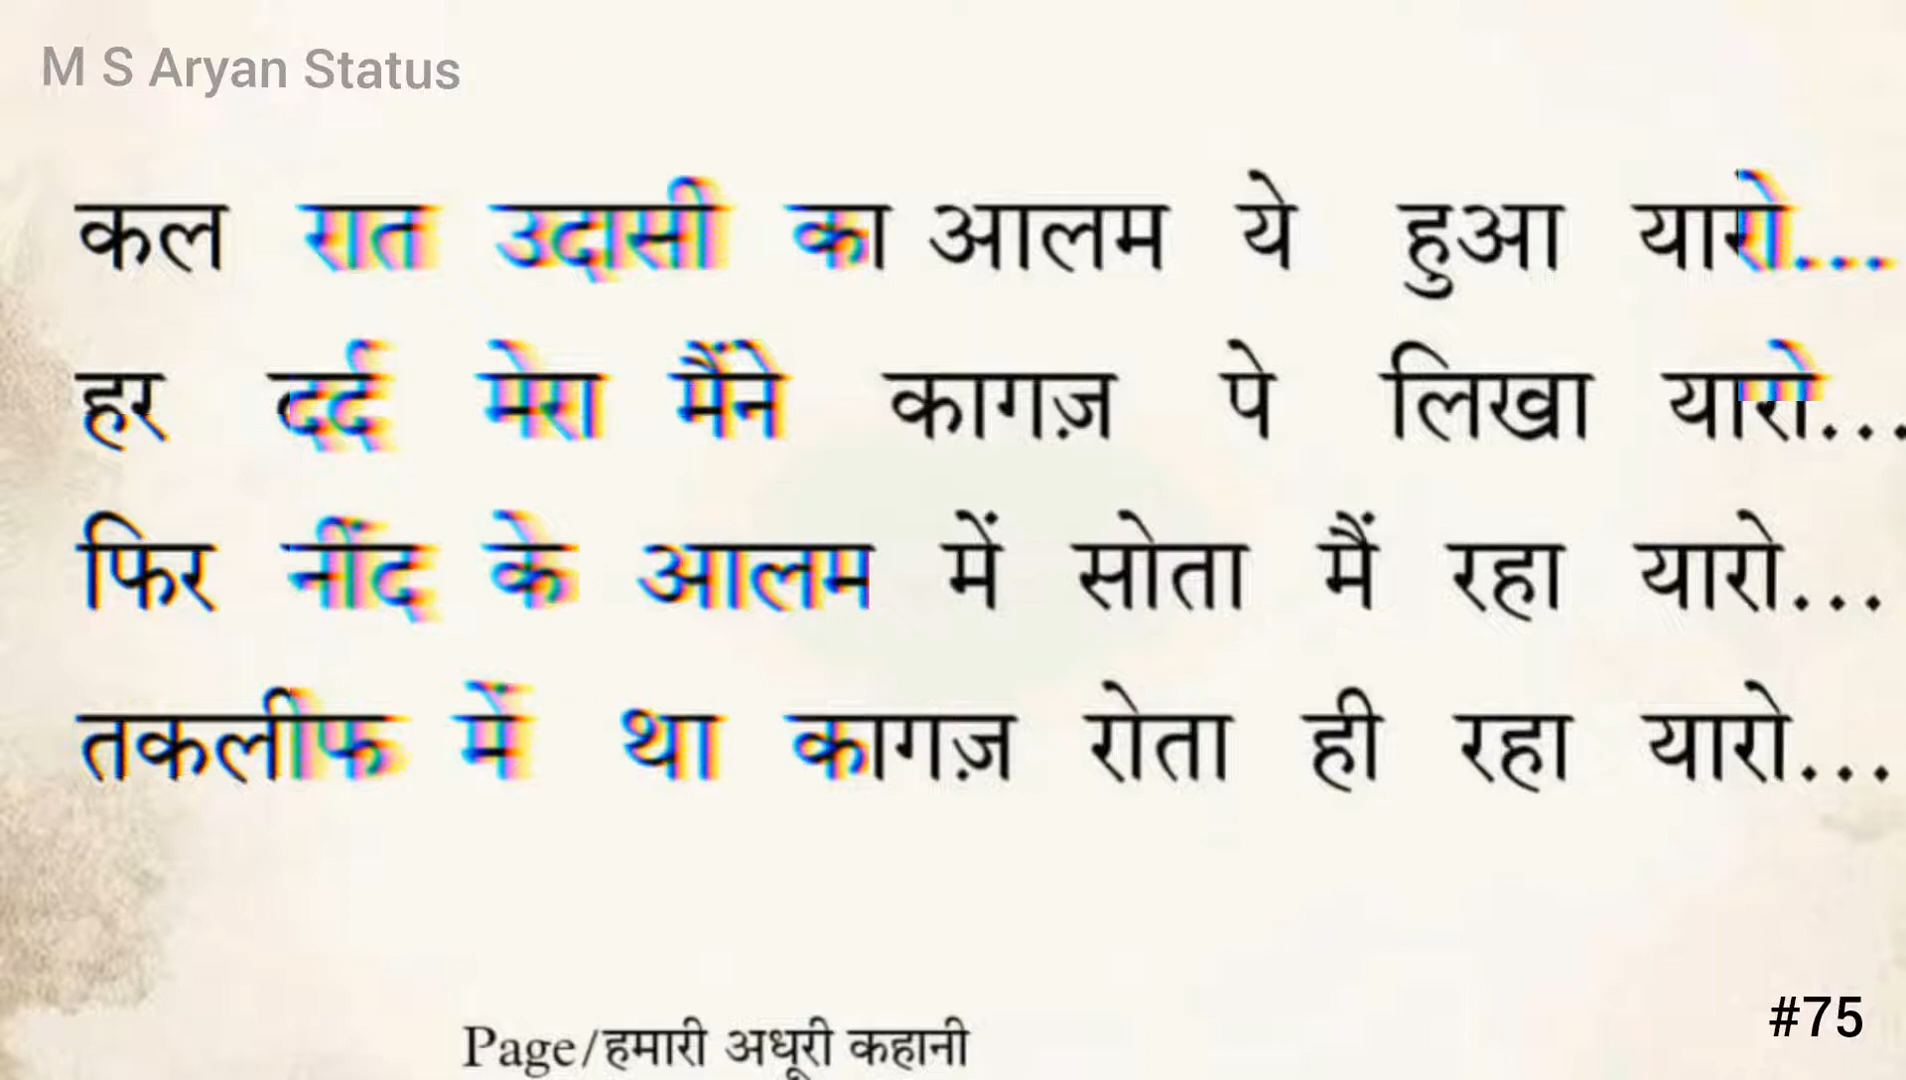 M S Aryan Status
कल रात उदासी का आलम ये हुआ यारो...
हर दर्द मेरा मैंने कागज़ पे लिखा यारो...
फिर नींद के आलम में सोता मैं रहा यारो...
तकलीफ में था कागज़ रोता ही रहा यारो...
#75
Page/हमारी अधूरी कहानी